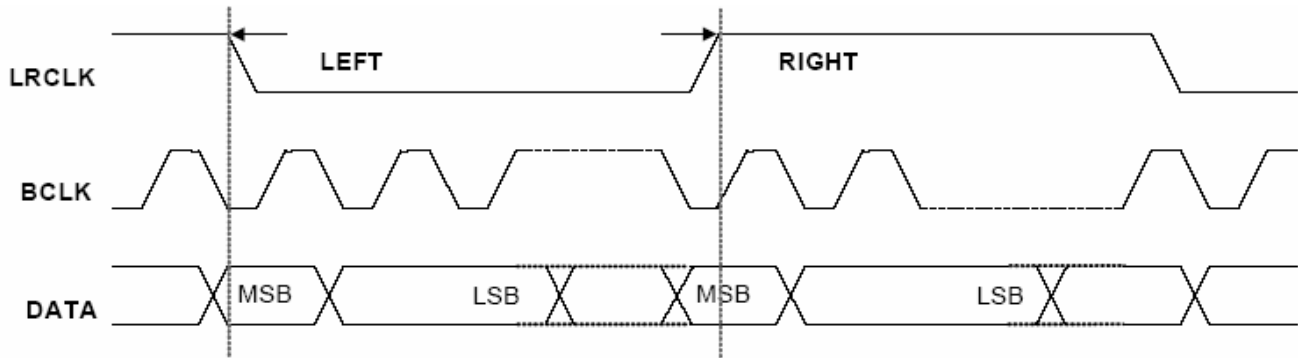 LRCLK LEFT RIGHT
BCLK
DATA MSB LSB MSB LSB